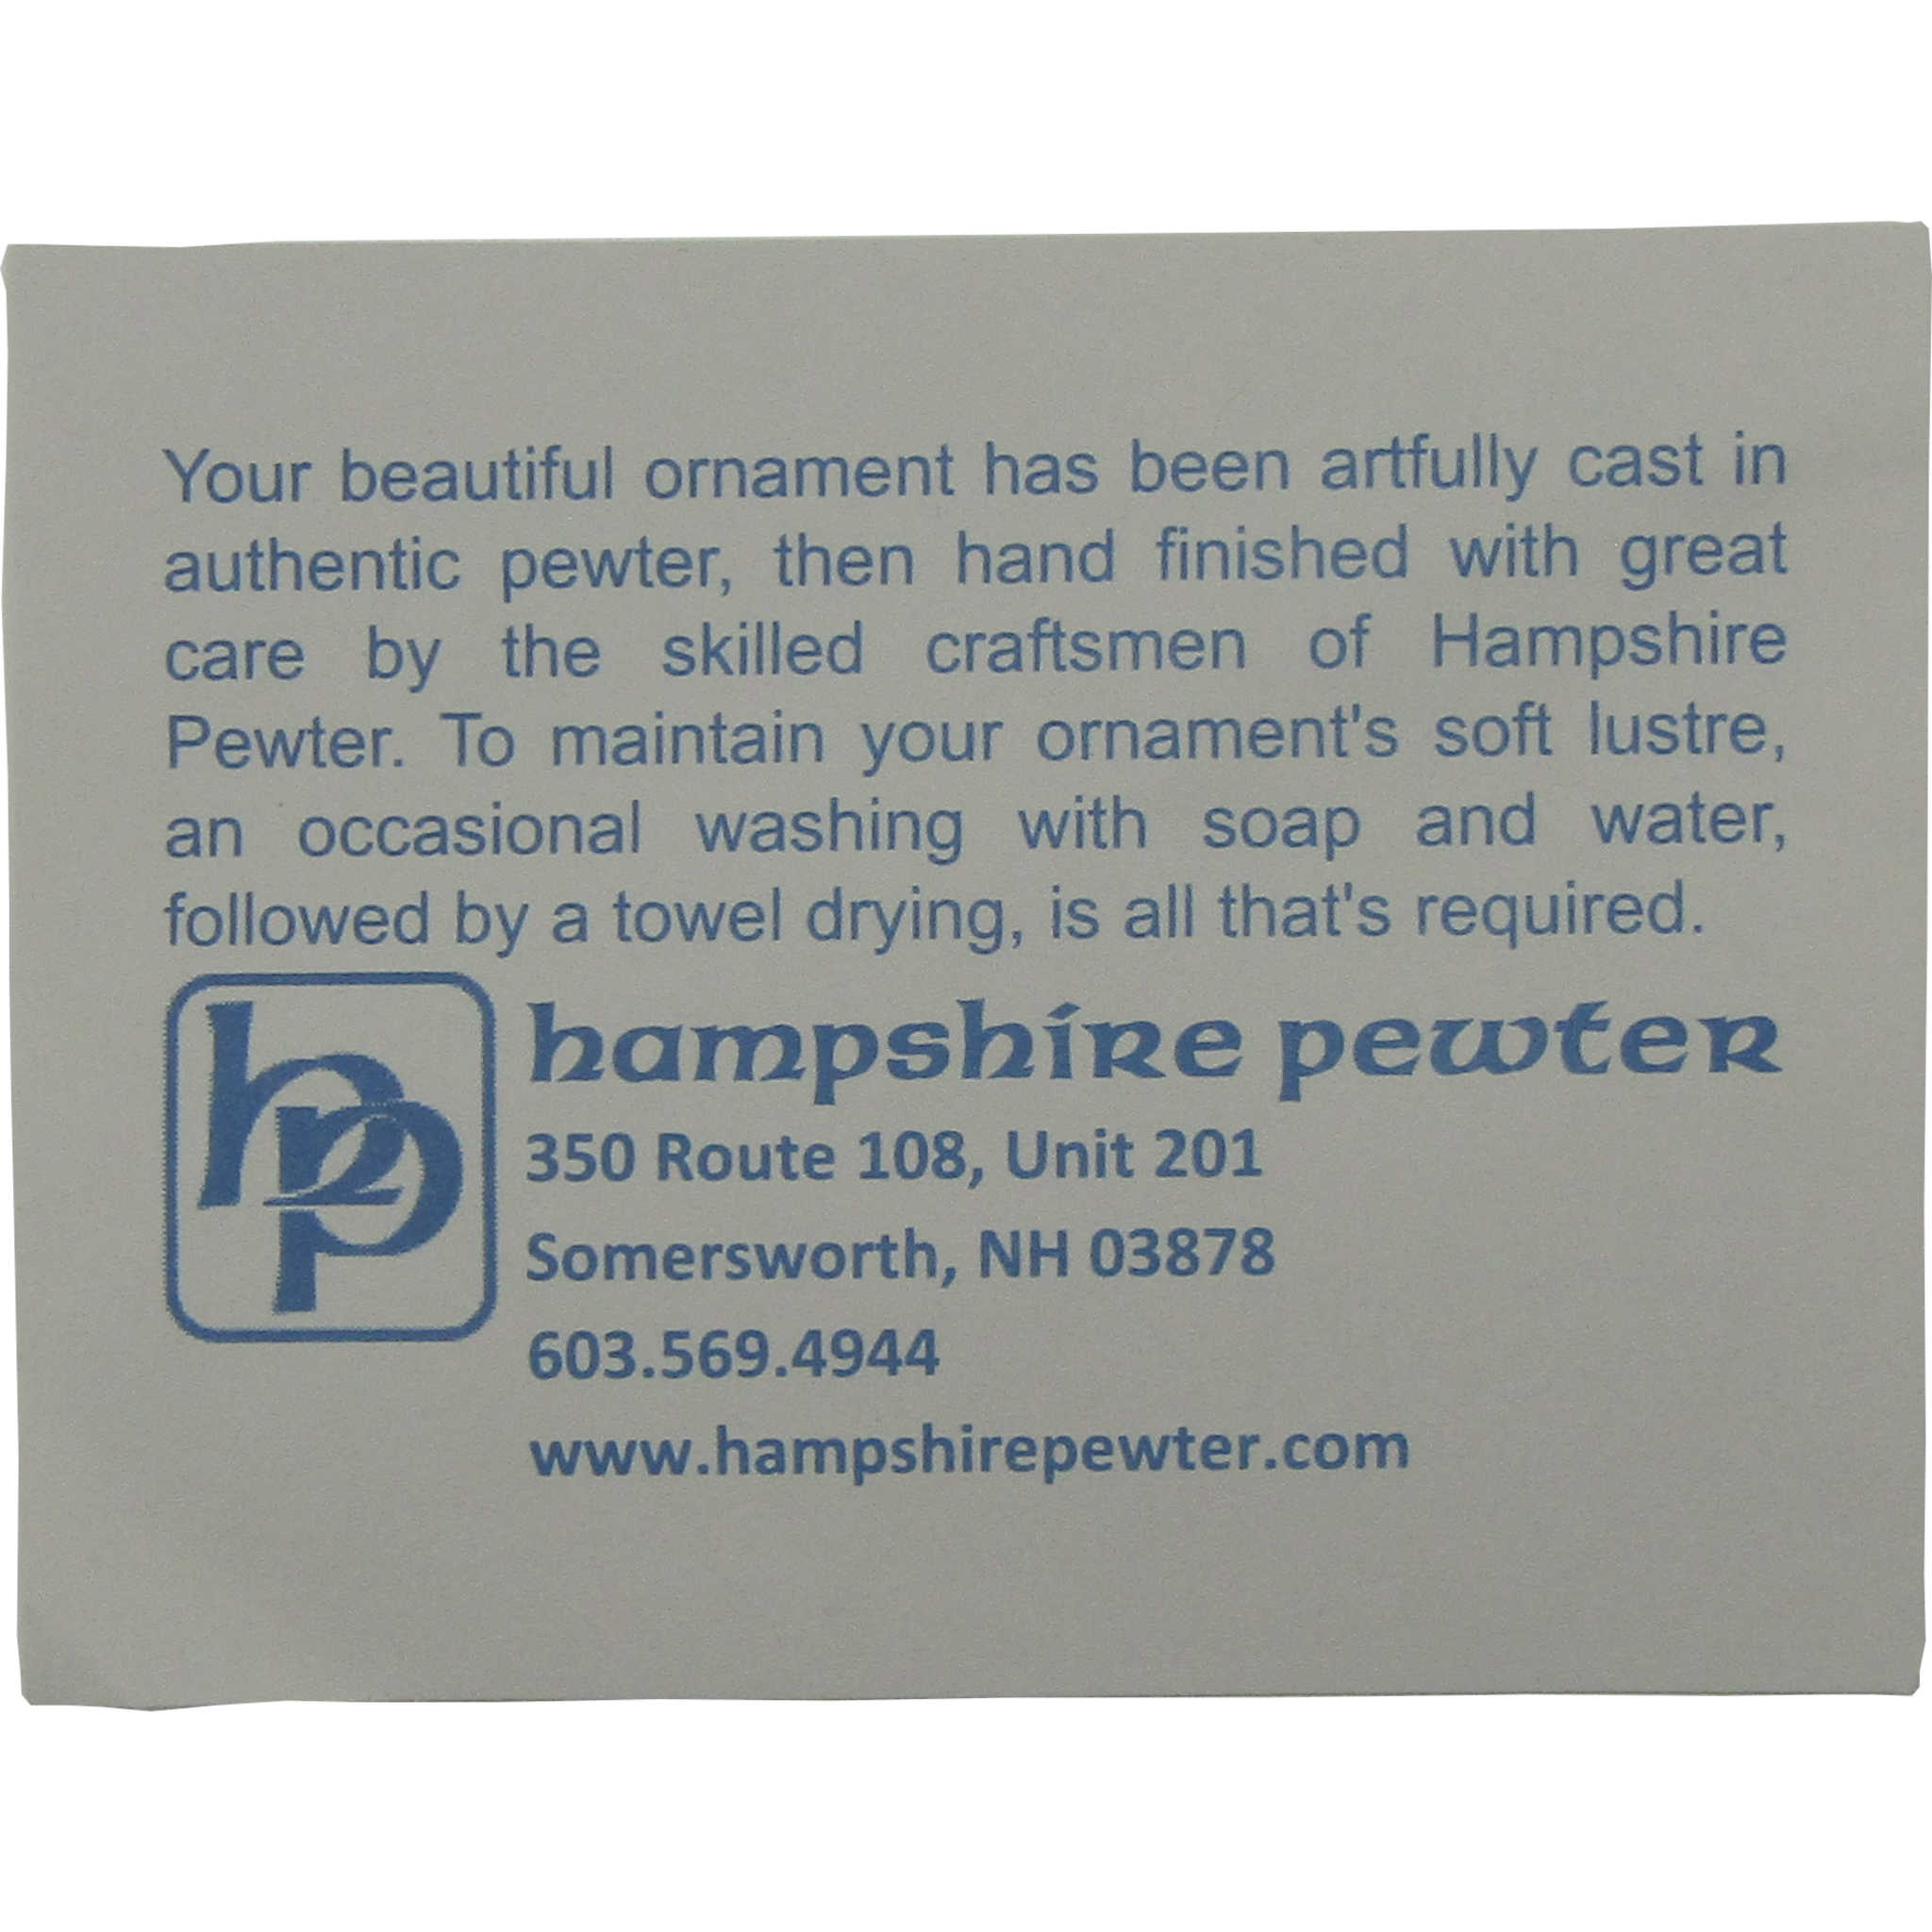 Your beautiful ornament has been artfully cast in
authentic pewter, then hand finished with great
care by the skilled craftsmen of Hampshire
Pewter. To maintain your ornament's soft lustre,
an occasional washing with soap and water,
followed by a towel drying, is all that's required.
hp
hampshire pewter
350 Route 108, Unit 201
Somersworth, NH 03878
603.569.4944
www.hampshirepewter.com